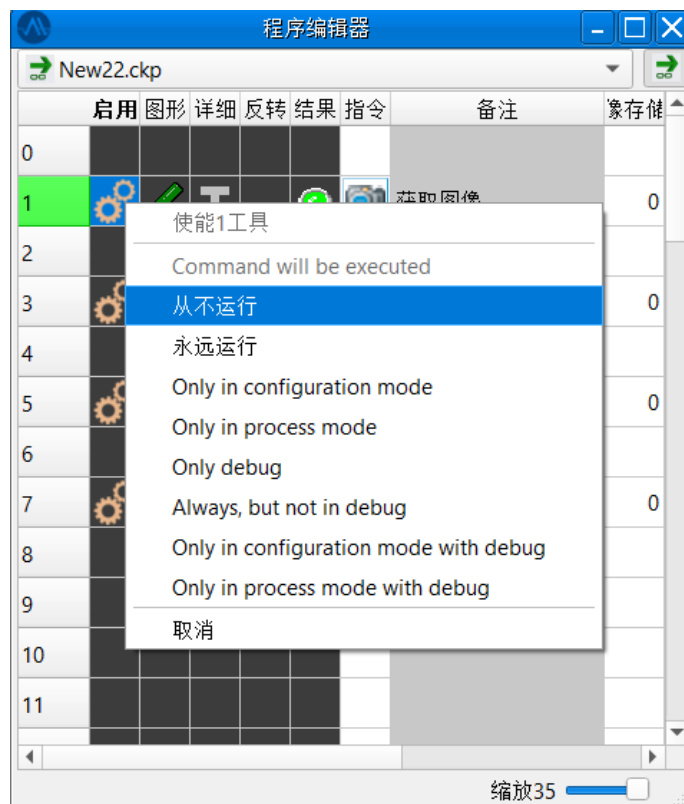 程序编辑器
New22.ckp
启用 图形 详细 反转 结果 指令 备注 象存储
0
1 获取图像 0
使能1工具
2
Command will be executed
3 从不运行 0
4 永远运行
Only in configuration mode
5 0
Only in process mode
6
Only debug
7 Always, but not in debug 0
8 Only in configuration mode with debug
9 Only in process mode with debug
10 取消
11
缩放35